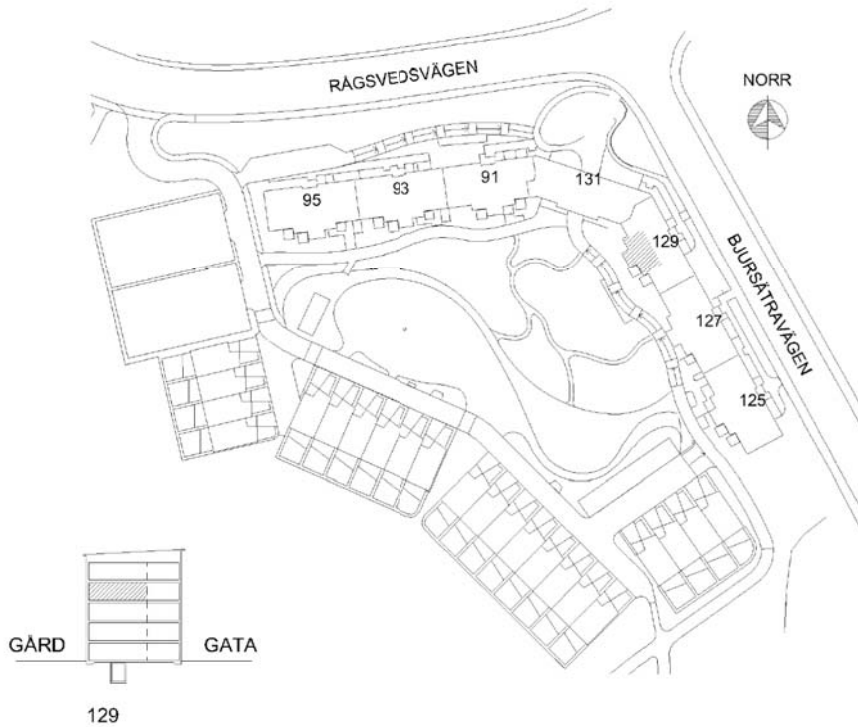 RÅGSVEDSVÄGEN
NORR
95
93
91
131
129
BJURSÄTRAVÄGEN
127
125
GÅRD
GATA
129